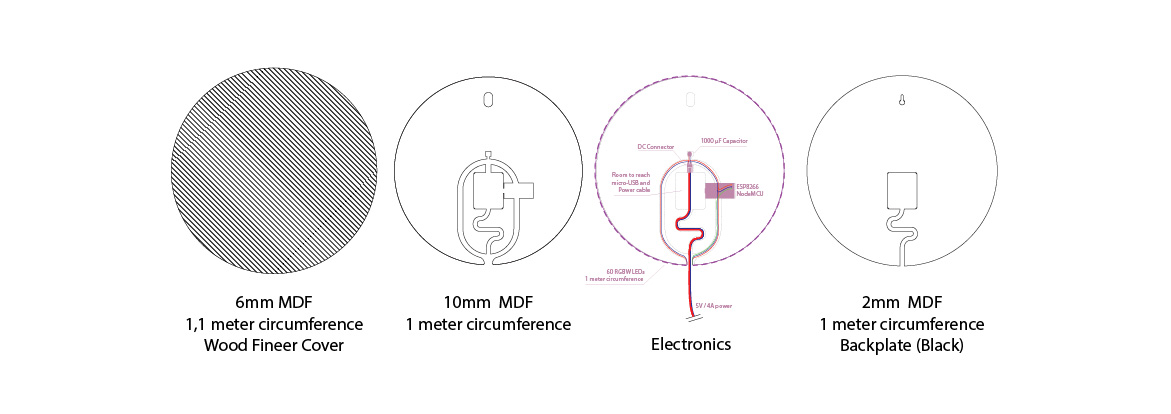 1000 µF Capacitor
DC Connector
Room to reach
micro-USB and
Power cable
ESP8266
NodeMCU
60 RGBW LEDs
1 meter circumference
5V / 4A power
6mm MDF
1,1 meter circumference
Wood Fineer Cover
10mm MDF
1 meter circumference
Electronics
2mm MDF
1 meter circumference
Backplate (Black)